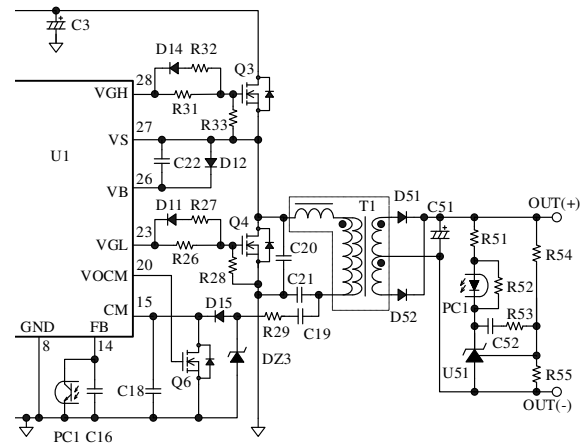 C3
D14 R32
28
VGH
Q3
R31
R33
27
VS
U1
C22 D12
26
VB
D11 R27
Q4
23
VGL
R26
R28
20
VOCM
15
CM
D15
R29 C19
C20
C21
T1
D51
C51
OUT(+)
R51
R54
PC1
R52
D52
R53
C52
U51
R55
OUT(-)
GND FB
8 14
Q6
DZ3
C18
PC1 C16